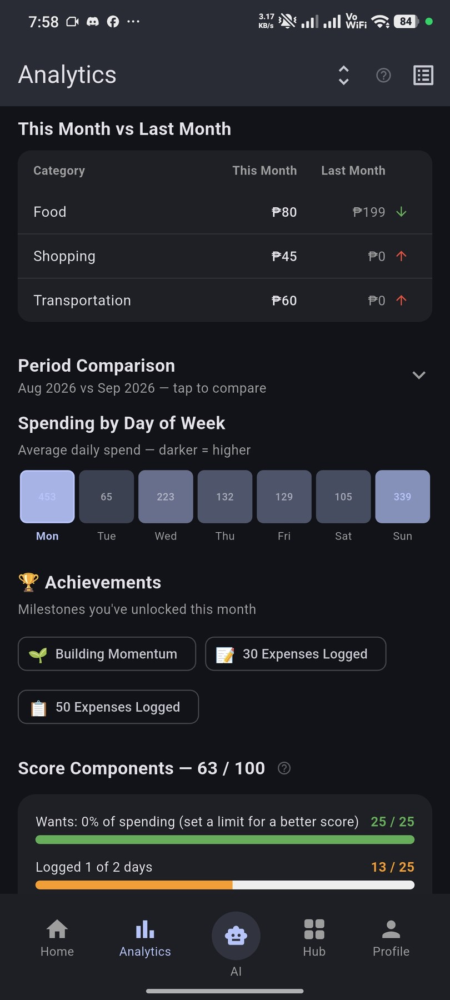 7:58
3.17 KB/s
Vo WiFi
84
Analytics
This Month vs Last Month
Category This Month Last Month
Food ₱80 ₱199
Shopping ₱45 ₱0
Transportation ₱60 ₱0
Period Comparison
Aug 2026 vs Sep 2026 — tap to compare
Spending by Day of Week
Average daily spend — darker = higher
453 65 223 132 129 105 339
Mon Tue Wed Thu Fri Sat Sun
🏆 Achievements
Milestones you've unlocked this month
🌱 Building Momentum 📝 30 Expenses Logged
📋 50 Expenses Logged
Score Components — 63 / 100
Wants: 0% of spending (set a limit for a better score) 25 / 25
Logged 1 of 2 days 13 / 25
Home Analytics AI Hub Profile